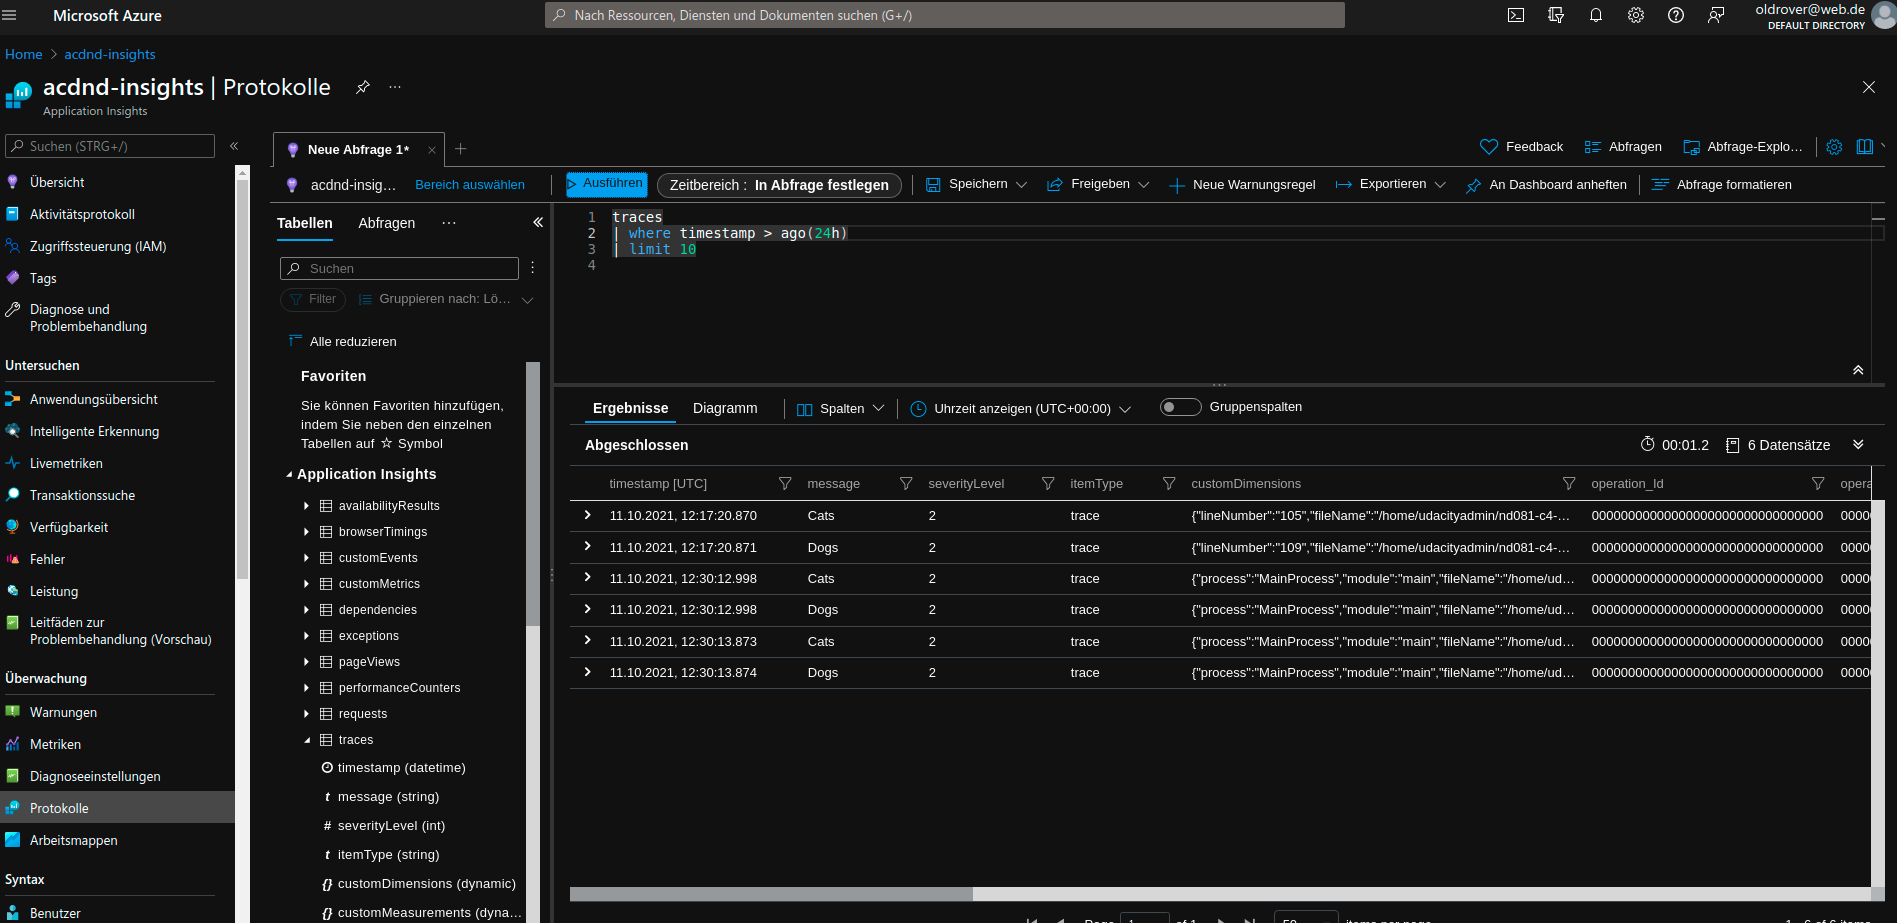 Microsoft Azure
Nach Ressourcen, Diensten und Dokumenten suchen (G+/)
oldrover@web.de
DEFAULT DIRECTORY
Home > acdnd-insights
acdnd-insights | Protokolle ...
Application Insights
Suchen (STRG+/)
«
Übersicht
Aktivitätsprotokoll
Zugriffssteuerung (IAM)
Tags
Diagnose und
Problembehandlung
Untersuchen
Anwendungsübersicht
Intelligente Erkennung
Livemetriken
Transaktionssuche
Verfügbarkeit
Fehler
Leistung
Leitfäden zur
Problembehandlung (Vorschau)
Überwachung
Warnungen
Metriken
Diagnoseeinstellungen
Protokolle
Arbeitsmappen
Syntax
Benutzer
Neue Abfrage 1*
Feedback
Abfragen
Abfrage-Explo...
acdnd-insig...
Bereich auswählen
Ausführen
Zeitbereich : In Abfrage festlegen
Speichern
Freigeben
Neue Warnungsregel
Exportieren
An Dashboard anheften
Abfrage formatieren
Tabellen
Abfragen
...
«
Suchen
Filter
Gruppieren nach: Lö...
Alle reduzieren
Favoriten
Sie können Favoriten hinzufügen,
indem Sie neben den einzelnen
Tabellen auf ☆ Symbol
Application Insights
availabilityResults
browserTimings
customEvents
customMetrics
dependencies
exceptions
pageViews
performanceCounters
requests
traces
timestamp (datetime)
t message (string)
# severityLevel (int)
t itemType (string)
{} customDimensions (dynamic)
{} customMeasurements (dyna...
1 traces
2 | where timestamp > ago(24h)
3 | limit 10
4
Ergebnisse
Diagramm
Spalten
Uhrzeit anzeigen (UTC+00:00)
Gruppenspalten
Abgeschlossen
00:01.2
6 Datensätze
timestamp [UTC] message severityLevel itemType customDimensions operation_Id opera
11.10.2021, 12:17:20.870 Cats 2 trace {"lineNumber":"105","fileName":"/home/udacityadmin/nd081-c4-... 00000000000000000000000000000000 0000
11.10.2021, 12:17:20.871 Dogs 2 trace {"lineNumber":"109","fileName":"/home/udacityadmin/nd081-c4-... 00000000000000000000000000000000 0000
11.10.2021, 12:30:12.998 Cats 2 trace {"process":"MainProcess","module":"main","fileName":"/home/ud... 00000000000000000000000000000000 0000
11.10.2021, 12:30:12.998 Dogs 2 trace {"process":"MainProcess","module":"main","fileName":"/home/ud... 00000000000000000000000000000000 0000
11.10.2021, 12:30:13.873 Cats 2 trace {"process":"MainProcess","module":"main","fileName":"/home/ud... 00000000000000000000000000000000 0000
11.10.2021, 12:30:13.874 Dogs 2 trace {"process":"MainProcess","module":"main","fileName":"/home/ud... 00000000000000000000000000000000 0000
Page 1 of 1 50 items per page 1 - 6 of 6 items